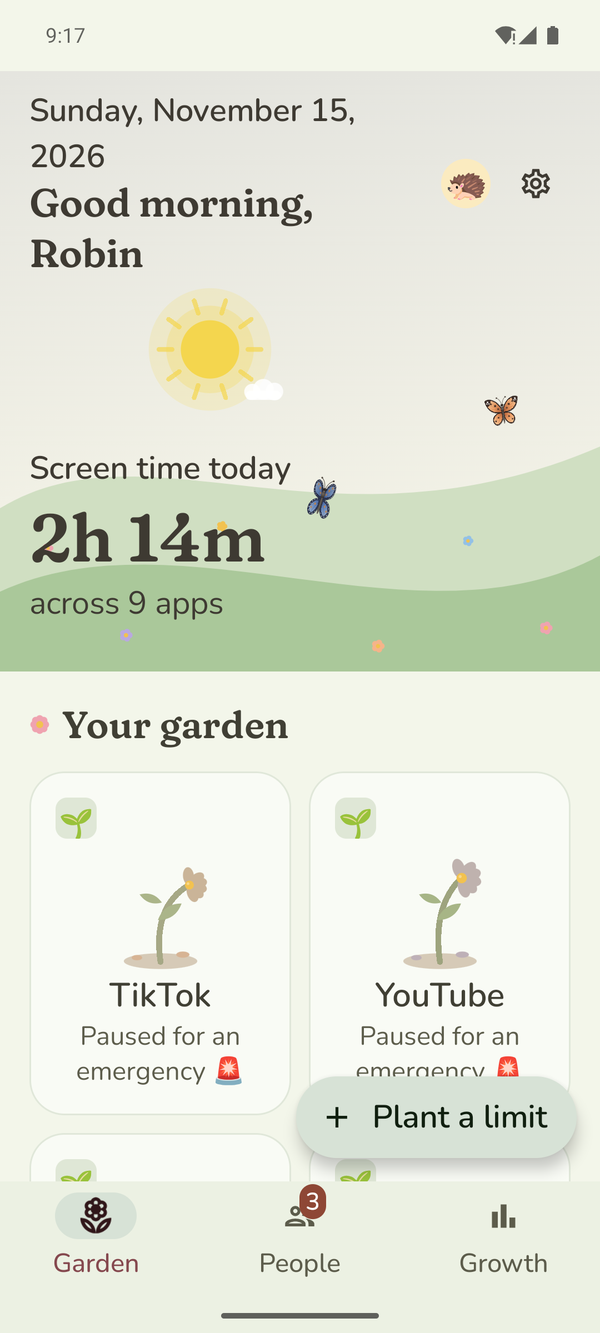 9:17
Sunday, November 15,
2026
Good morning,
Robin
Screen time today
2h 14m
across 9 apps
Your garden
TikTok
Paused for an
emergency 🚨
YouTube
Paused for an
emergency 🚨
+ Plant a limit
Garden
3
People
Growth